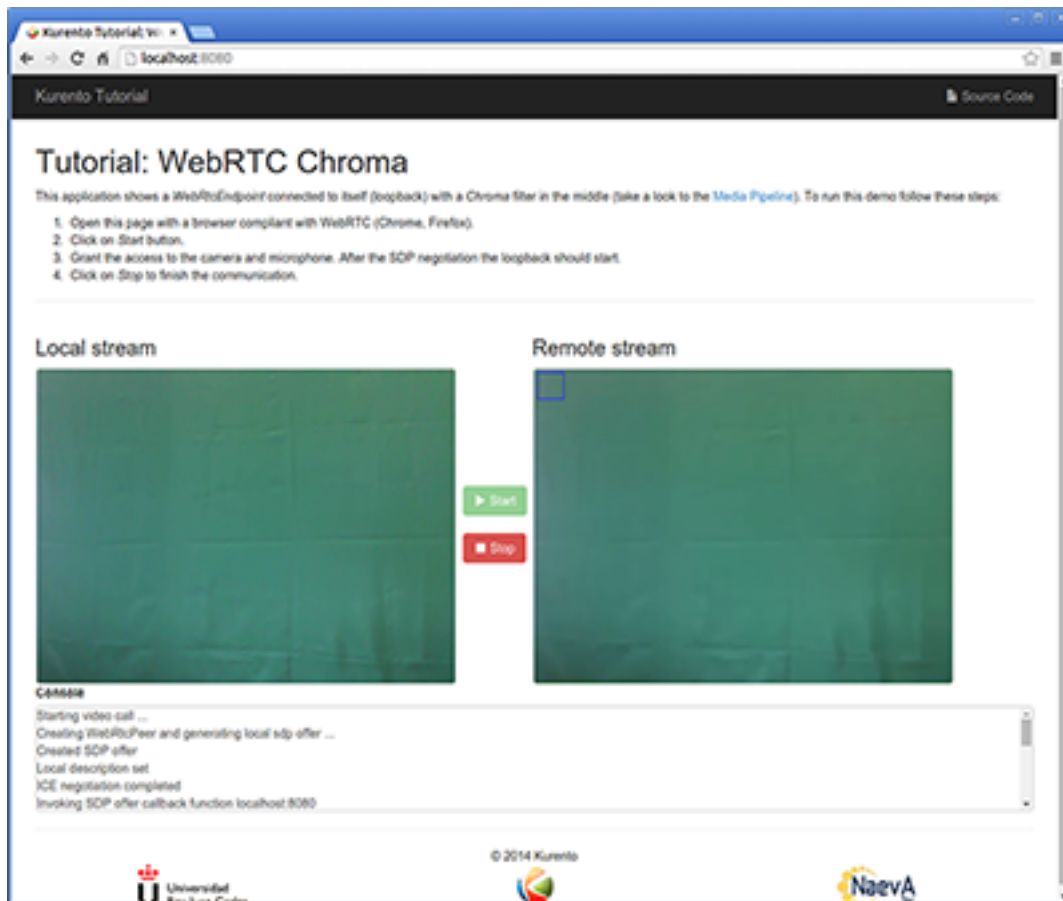 Kurento Tutorial: We
localhost:8080
Kurento Tutorial
Source Code
Tutorial: WebRTC Chroma
This application shows a WebRtcEndpoint connected to itself (loopback) with a Chroma filter in the middle (take a look to the Media Pipeline). To run this demo follow these steps:
1. Open this page with a browser compliant with WebRTC (Chrome, Firefox).
2. Click on Start button.
3. Grant the access to the camera and microphone. After the SDP negotiation the loopback should start.
4. Click on Stop to finish the communication.
Local stream
Remote stream
Start
Stop
Console
Starting video call ...
Creating WebRtcPeer and generating local sdp offer ...
Created SDP offer
Local description set
ICE negotiation completed
Invoking SDP offer callback function localhost:8080
© 2014 Kurento
Universidad
Rey Juan Carlos
NaevA